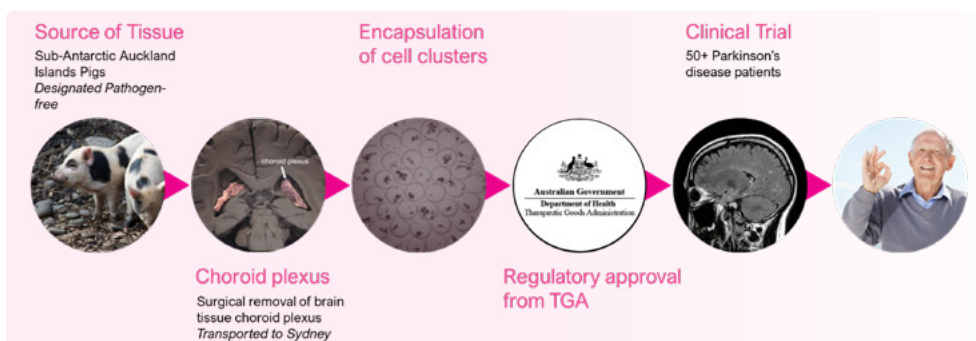 Source of Tissue
Sub-Antarctic Auckland
Islands Pigs
Designated Pathogen-
free
choroid plexus
Choroid plexus
Surgical removal of brain
tissue choroid plexus
Transported to Sydney
Encapsulation
of cell clusters
Australian Government
Department of Health
Therapeutic Goods Administration
Regulatory approval
from TGA
Clinical Trial
50+ Parkinson's
disease patients